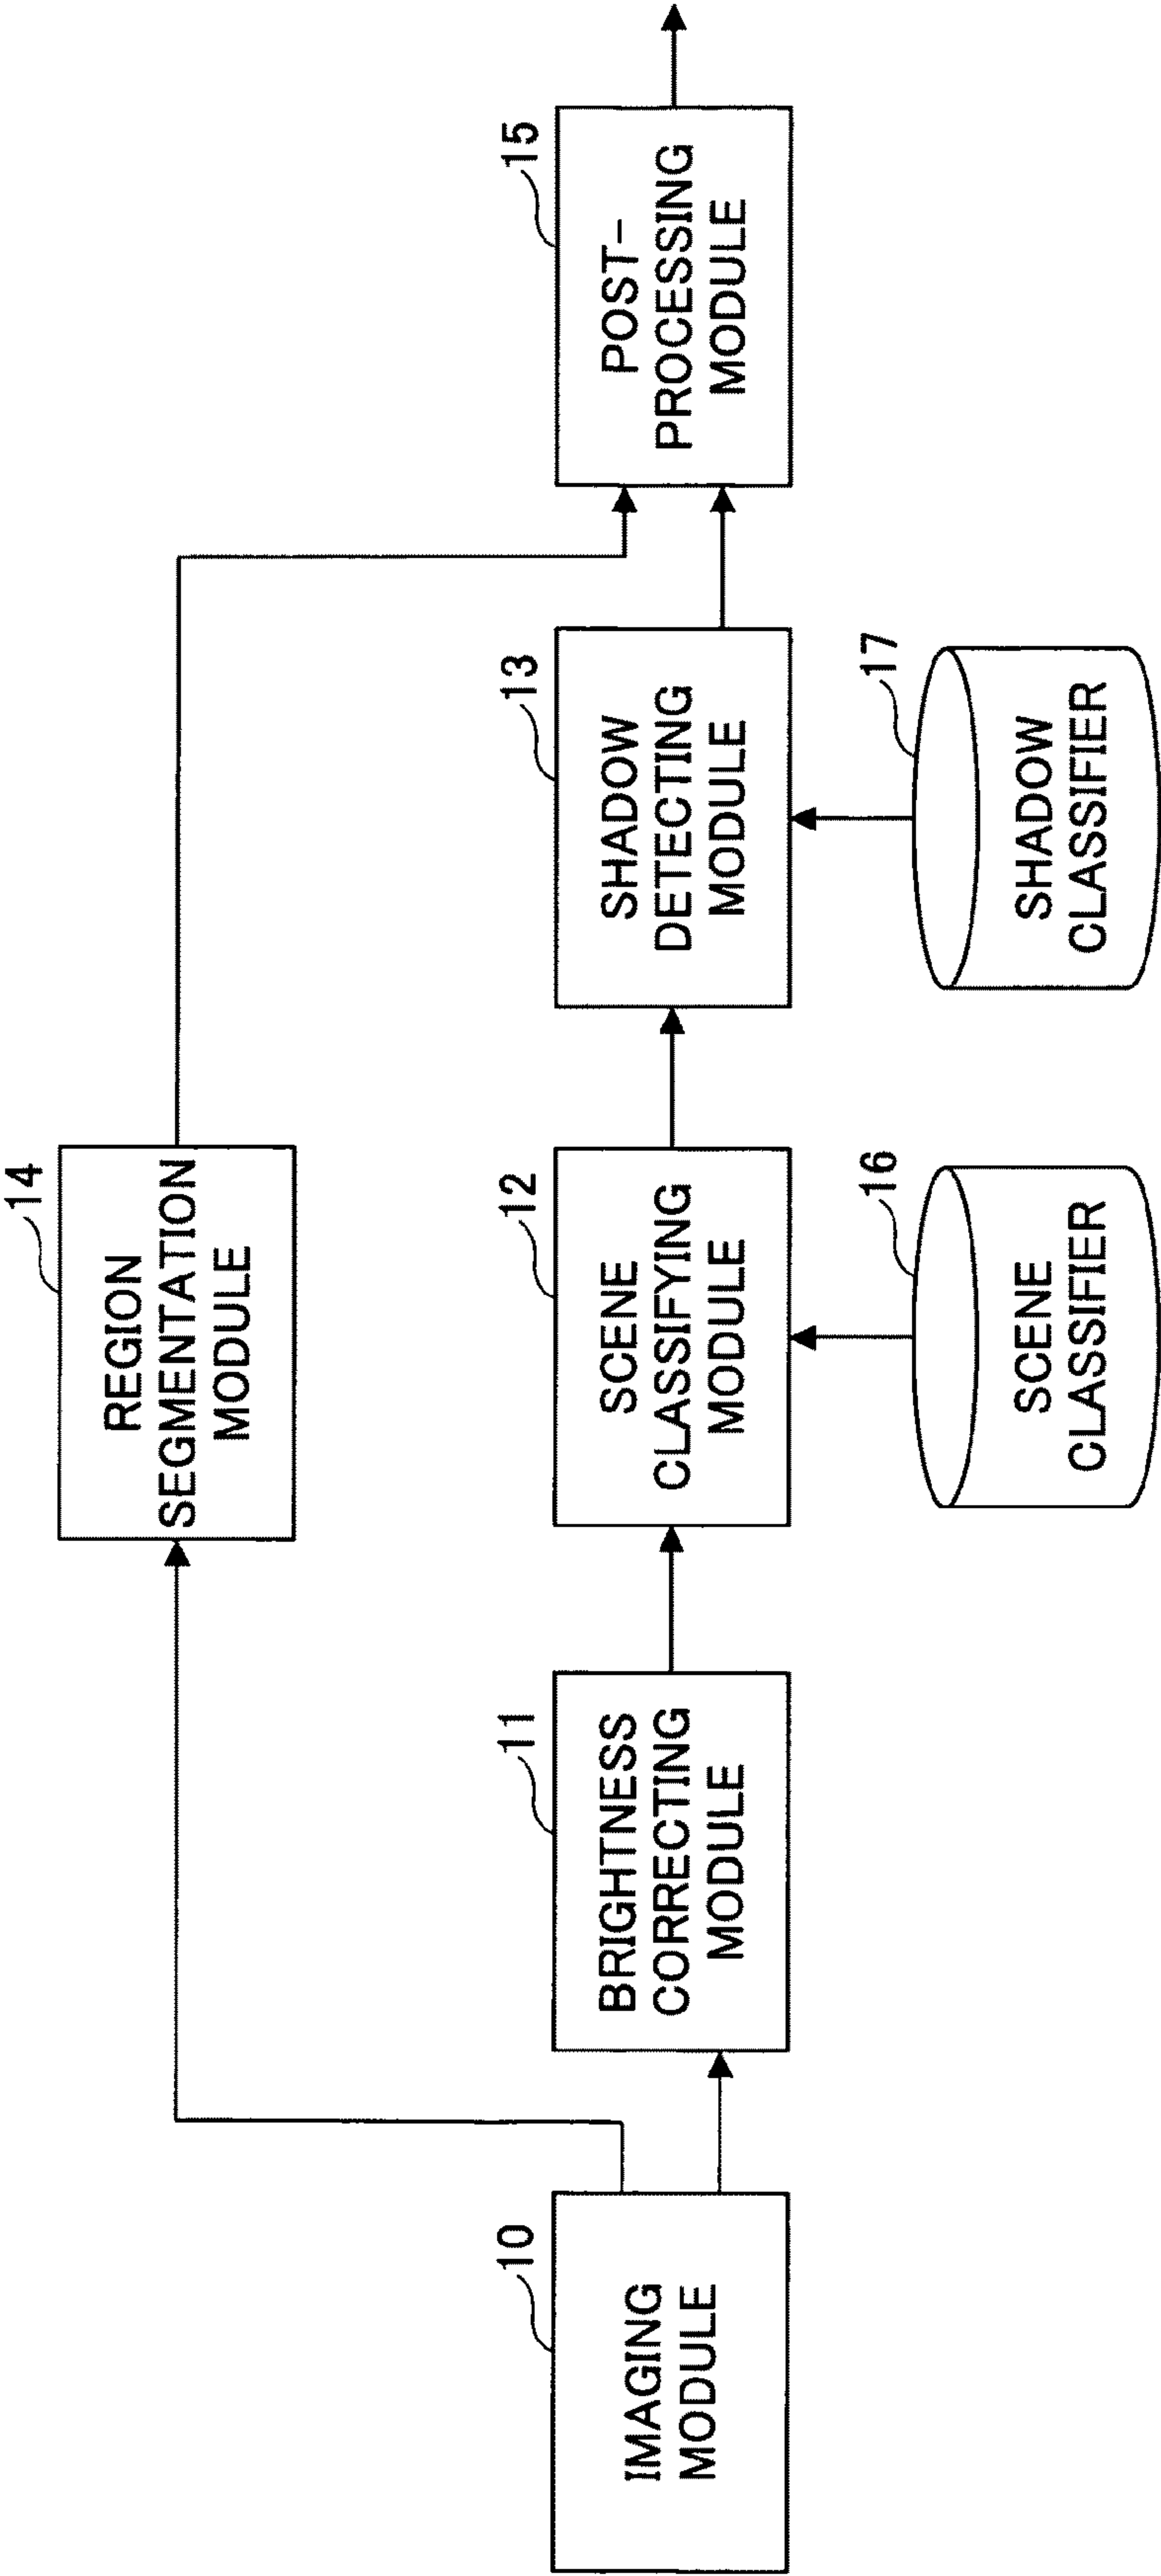 14
REGION
SEGMENTATION
MODULE
10
IMAGING
MODULE
11
BRIGHTNESS
CORRECTING
MODULE
12
SCENE
CLASSIFYING
MODULE
13
SHADOW
DETECTING
MODULE
15
POST-
PROCESSING
MODULE
16
SCENE
CLASSIFIER
17
SHADOW
CLASSIFIER